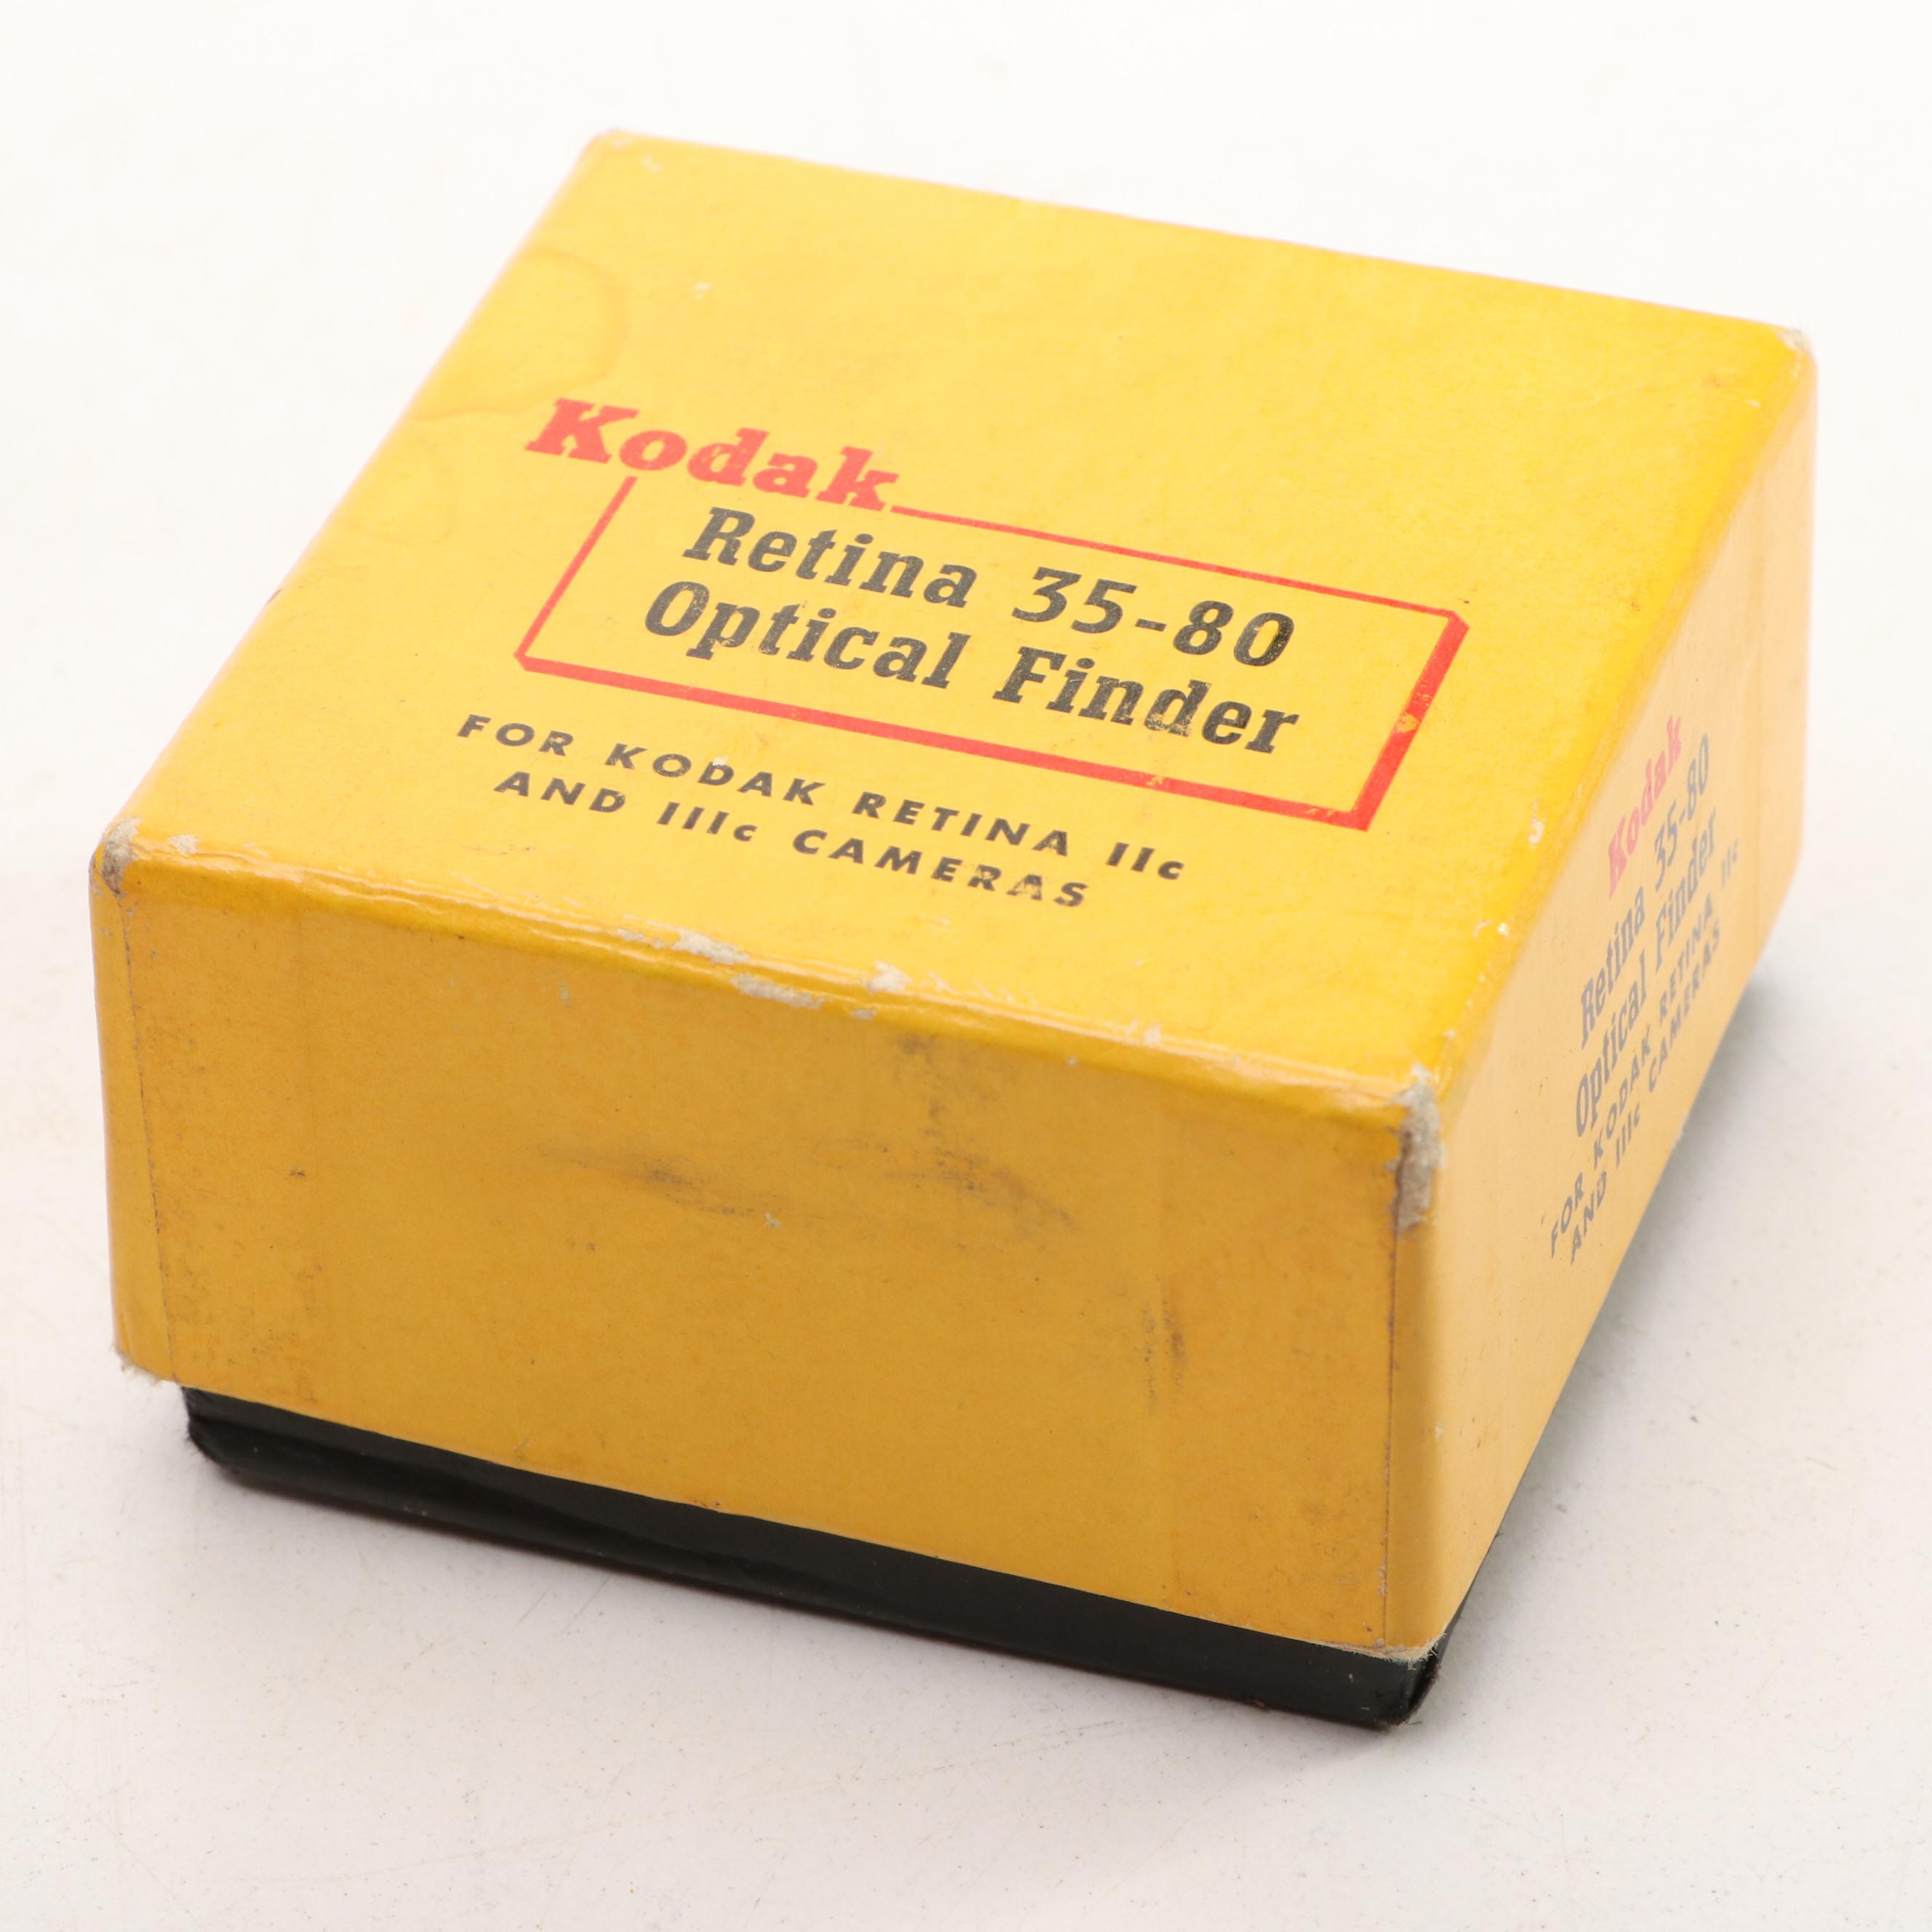 Kodak
Retina 35-80
Optical Finder
FOR KODAK RETINA IIc
AND IIIc CAMERAS
Kodak
Retina 35-80
Optical Finder
FOR KODAK RETINA IIc
AND IIIc CAMERAS